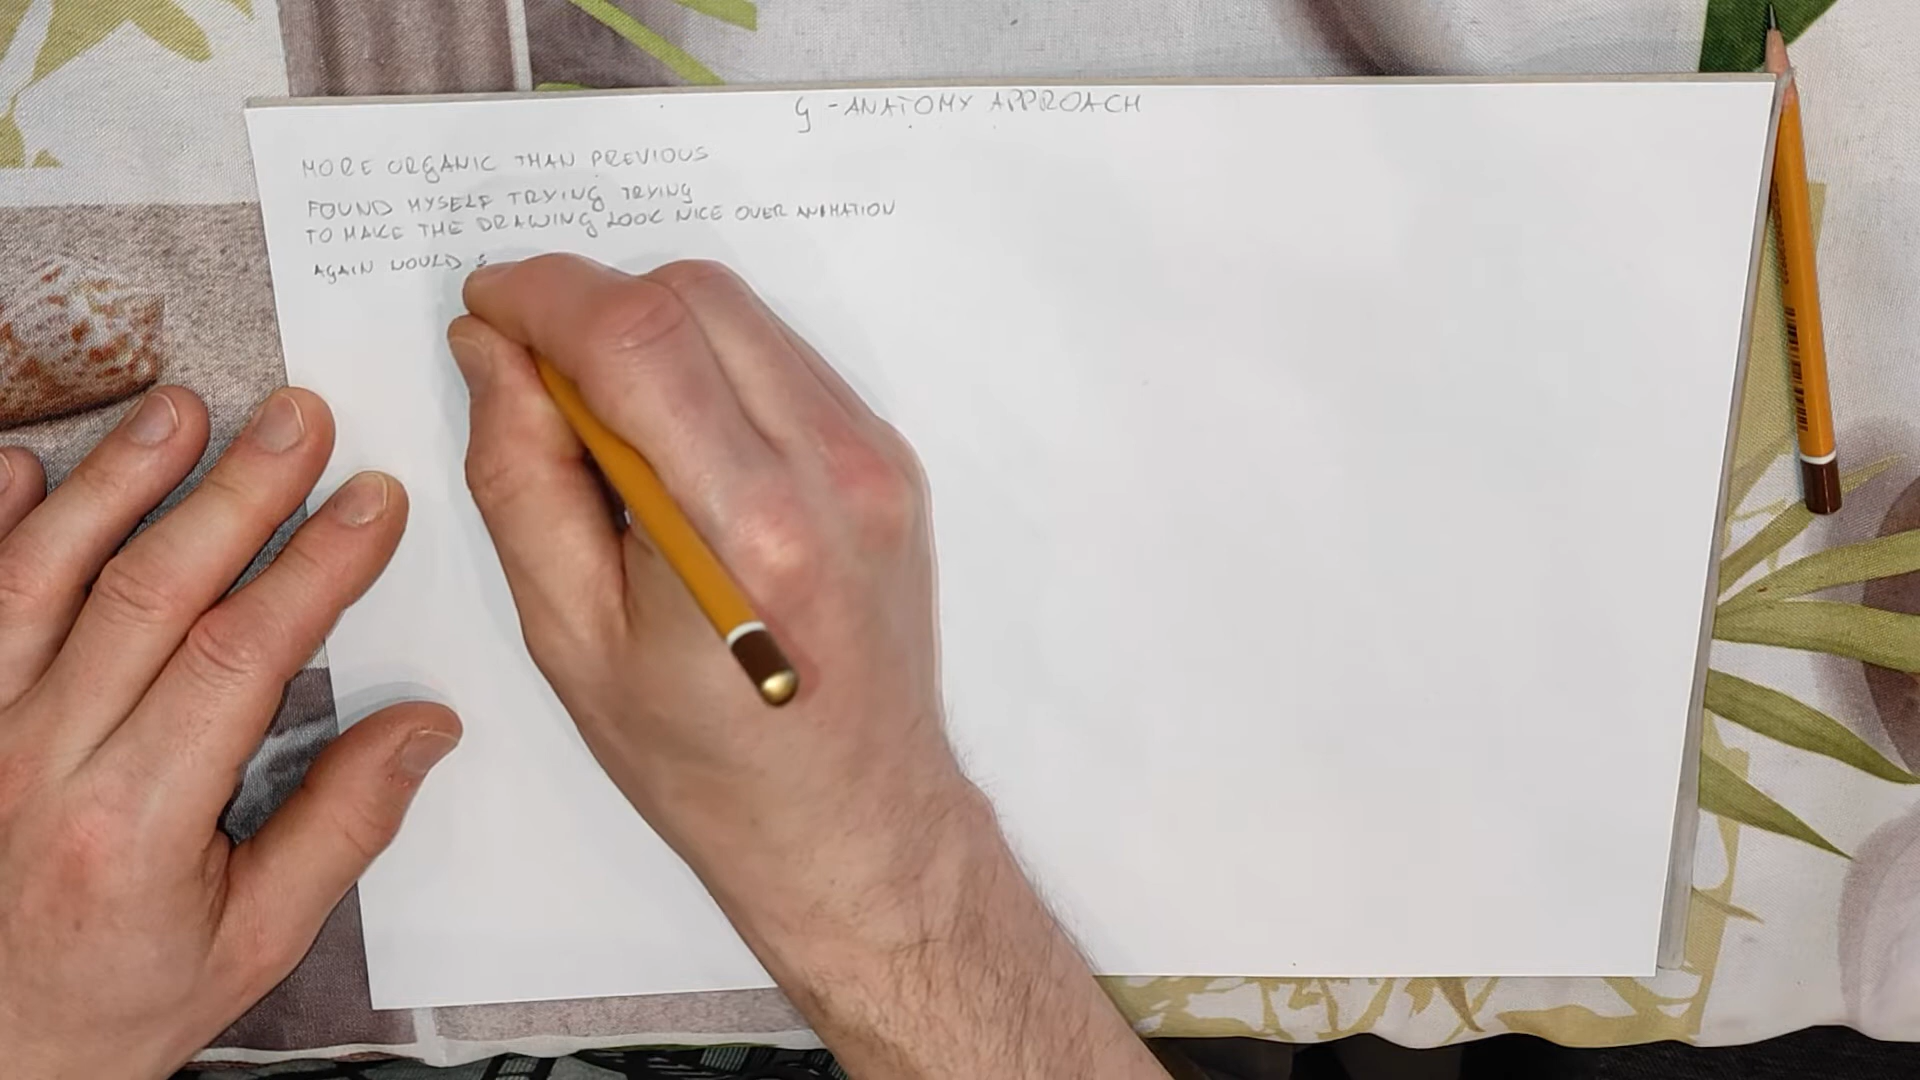 g - ANATOMY APPROACH
MORE ORGANIC THAN PREVIOUS
FOUND MYSELF TRYING TRYING
TO MAKE THE DRAWING LOOK NICE OVER ANIMATION
AGAIN WOULD S